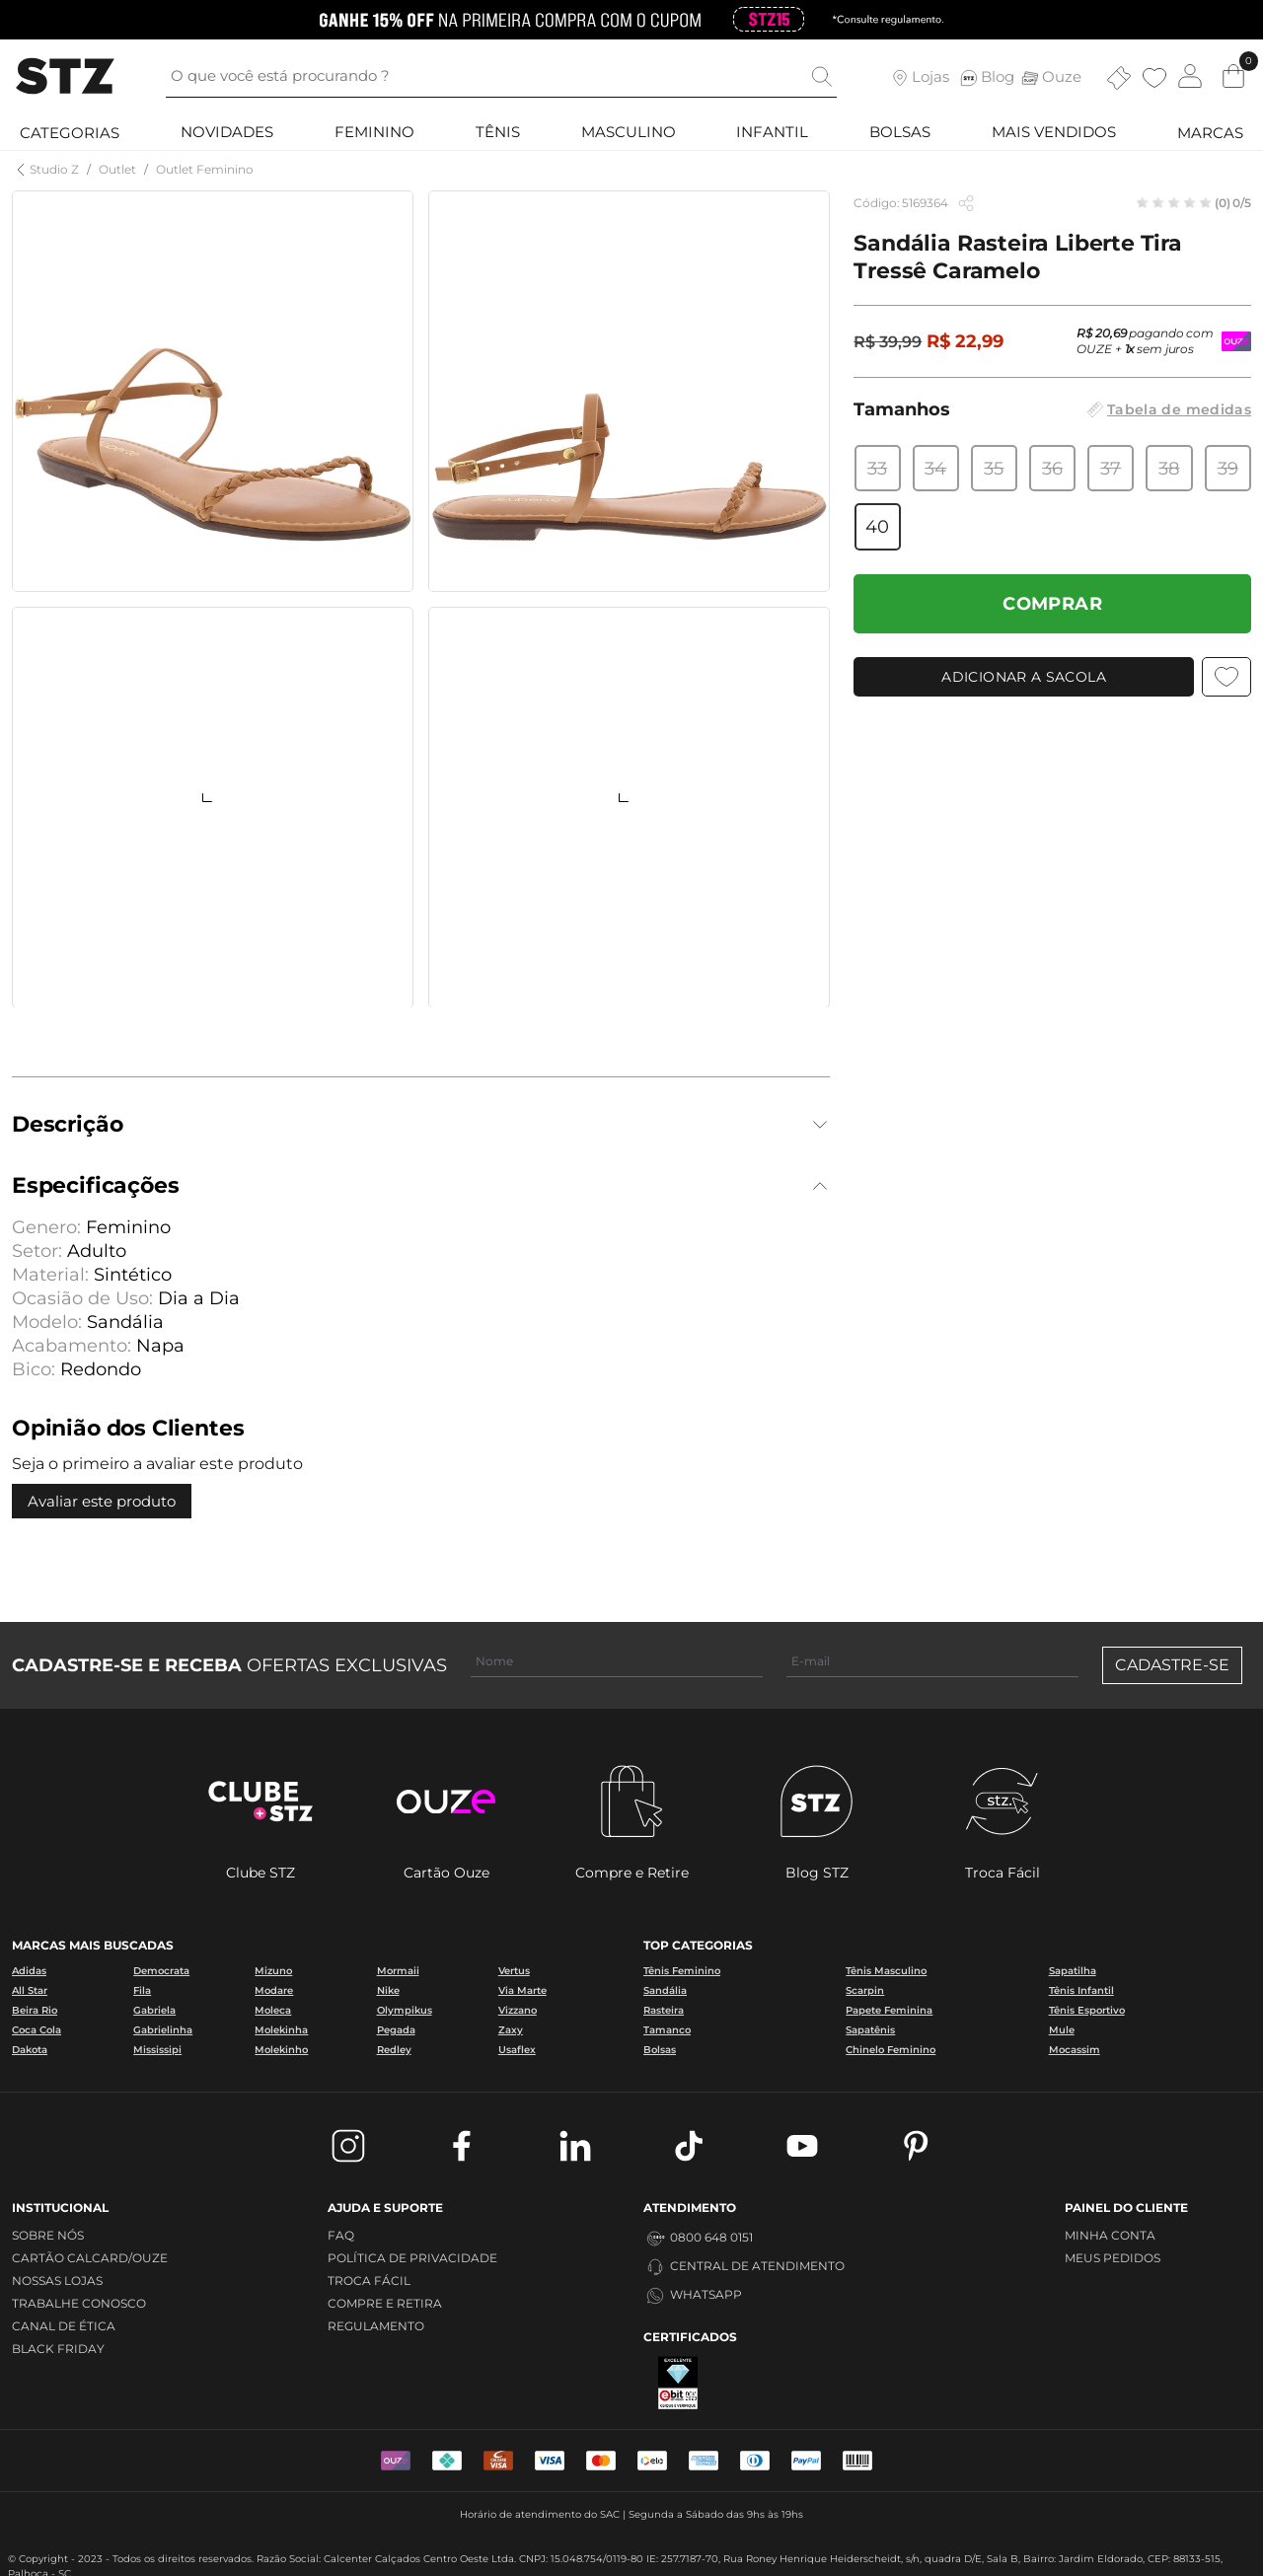 GANHE 15% OFF NA PRIMEIRA COMPRA COM O CUPOM STZ15 *Consulte regulamento.
STZ
O que você está procurando ?
Lojas
STZ Blog
Ouze
0
CATEGORIAS
NOVIDADES
FEMININO
TÊNIS
MASCULINO
INFANTIL
BOLSAS
MAIS VENDIDOS
MARCAS
Studio Z / Outlet / Outlet Feminino
Código: 5169364
(0) 0/5
Sandália Rasteira Liberte Tira
Tressê Caramelo
R$ 39,99 R$ 22,99
R$ 20,69 pagando com
OUZE + 1x sem juros
OUZE
Tamanhos
Tabela de medidas
33 34 35 36 37 38 39
40
COMPRAR
ADICIONAR A SACOLA
Descrição
Especificações
Genero: Feminino
Setor: Adulto
Material: Sintético
Ocasião de Uso: Dia a Dia
Modelo: Sandália
Acabamento: Napa
Bico: Redondo
Opinião dos Clientes
Seja o primeiro a avaliar este produto
Avaliar este produto
CADASTRE-SE E RECEBA OFERTAS EXCLUSIVAS
Nome
E-mail
CADASTRE-SE
CLUBE
+STZ
ouze
STZ
stz.
Clube STZ
Cartão Ouze
Compre e Retire
Blog STZ
Troca Fácil
MARCAS MAIS BUSCADAS
Adidas Democrata Mizuno Mormaii Vertus
All Star Fila Modare Nike Via Marte
Beira Rio Gabriela Moleca Olympikus Vizzano
Coca Cola Gabrielinha Molekinha Pegada Zaxy
Dakota Mississipi Molekinho Redley Usaflex
TOP CATEGORIAS
Tênis Feminino Tênis Masculino Sapatilha
Sandália Scarpin Tênis Infantil
Rasteira Papete Feminina Tênis Esportivo
Tamanco Sapatênis Mule
Bolsas Chinelo Feminino Mocassim
INSTITUCIONAL
SOBRE NÓS
CARTÃO CALCARD/OUZE
NOSSAS LOJAS
TRABALHE CONOSCO
CANAL DE ÉTICA
BLACK FRIDAY
AJUDA E SUPORTE
FAQ
POLÍTICA DE PRIVACIDADE
TROCA FÁCIL
COMPRE E RETIRA
REGULAMENTO
ATENDIMENTO
0800 648 0151
CENTRAL DE ATENDIMENTO
WHATSAPP
CERTIFICADOS
EXCELENTE
ebit
PAINEL DO CLIENTE
MINHA CONTA
MEUS PEDIDOS
VISA
VISA
elo
PayPal
Horário de atendimento do SAC | Segunda a Sábado das 9hs às 19hs
© Copyright - 2023 - Todos os direitos reservados. Razão Social: Calcenter Calçados Centro Oeste Ltda. CNPJ: 15.048.754/0119-80 IE: 257.7187-70, Rua Roney Henrique Heiderscheidt, s/n, quadra D/E, Sala B, Bairro: Jardim Eldorado, CEP: 88133-515,
Palhoça - SC